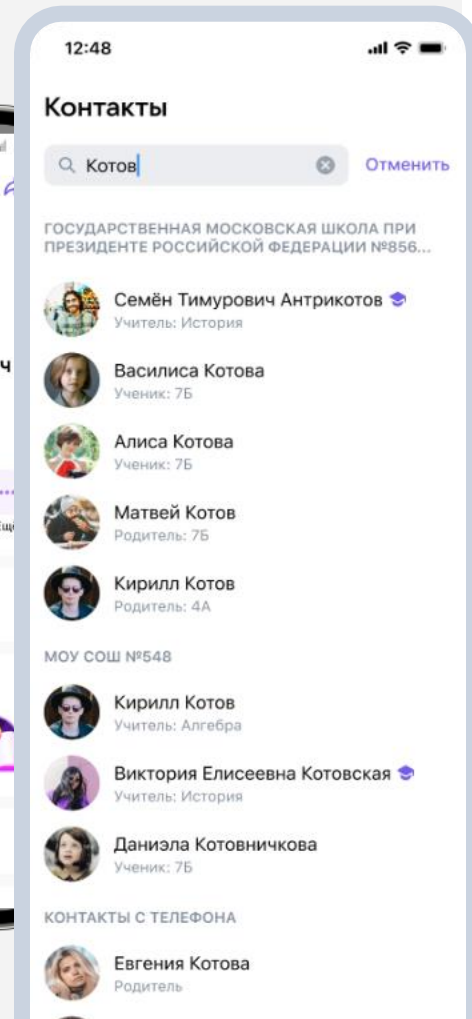 12:48
Контакты
Котов
Отменить
ГОСУДАРСТВЕННАЯ МОСКОВСКАЯ ШКОЛА ПРИ
ПРЕЗИДЕНТЕ РОССИЙСКОЙ ФЕДЕРАЦИИ №856...
Семён Тимурович Антрикотов
Учитель: История
Василиса Котова
Ученик: 7Б
Алиса Котова
Ученик: 7Б
Матвей Котов
Родитель: 7Б
Кирилл Котов
Родитель: 4А
МОУ СОШ №548
Кирилл Котов
Учитель: Алгебра
Виктория Елисеевна Котовская
Учитель: История
Даниэла Котовничкова
Ученик: 7Б
КОНТАКТЫ С ТЕЛЕФОНА
Евгения Котова
Родитель